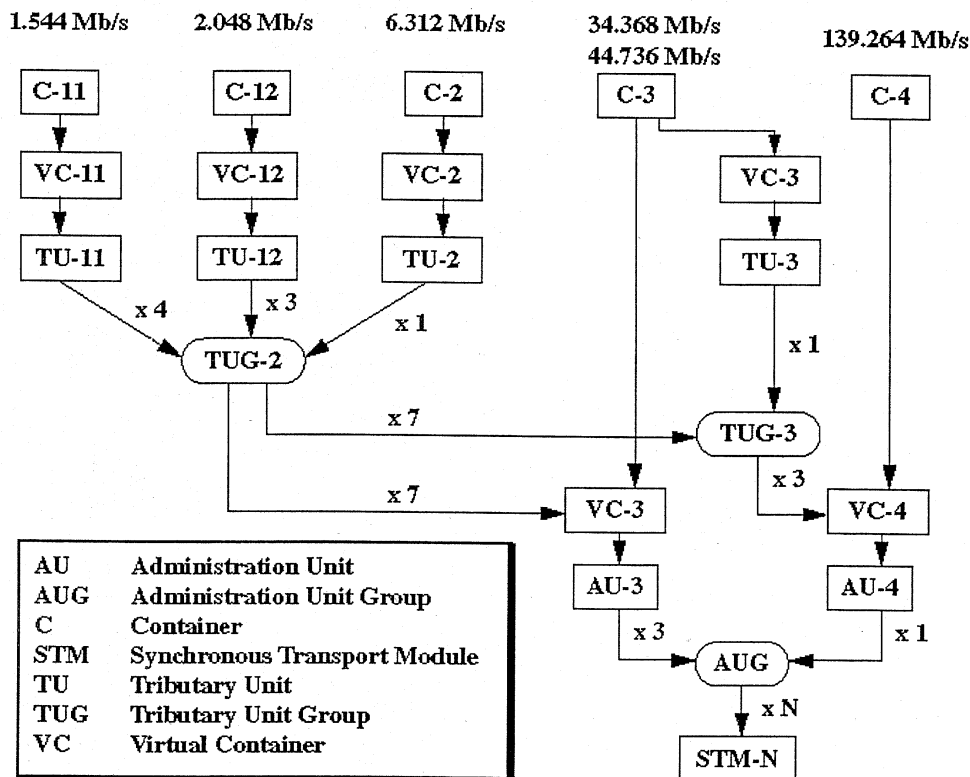 1.544 Mb/s 2.048 Mb/s 6.312 Mb/s 34.368 Mb/s 139.264 Mb/s
44.736 Mb/s
C-11 C-12 C-2 C-3 C-4
VC-11 VC-12 VC-2 VC-3
TU-11 TU-12 TU-2 TU-3
x 4 x 3 x 1 x 1
TUG-2
x 7 TUG-3
x 3
x 7 VC-3 VC-4
AU-3 AU-4
x 3 x 1
AUG
x N
STM-N
AU Administration Unit
AUG Administration Unit Group
C Container
STM Synchronous Transport Module
TU Tributary Unit
TUG Tributary Unit Group
VC Virtual Container